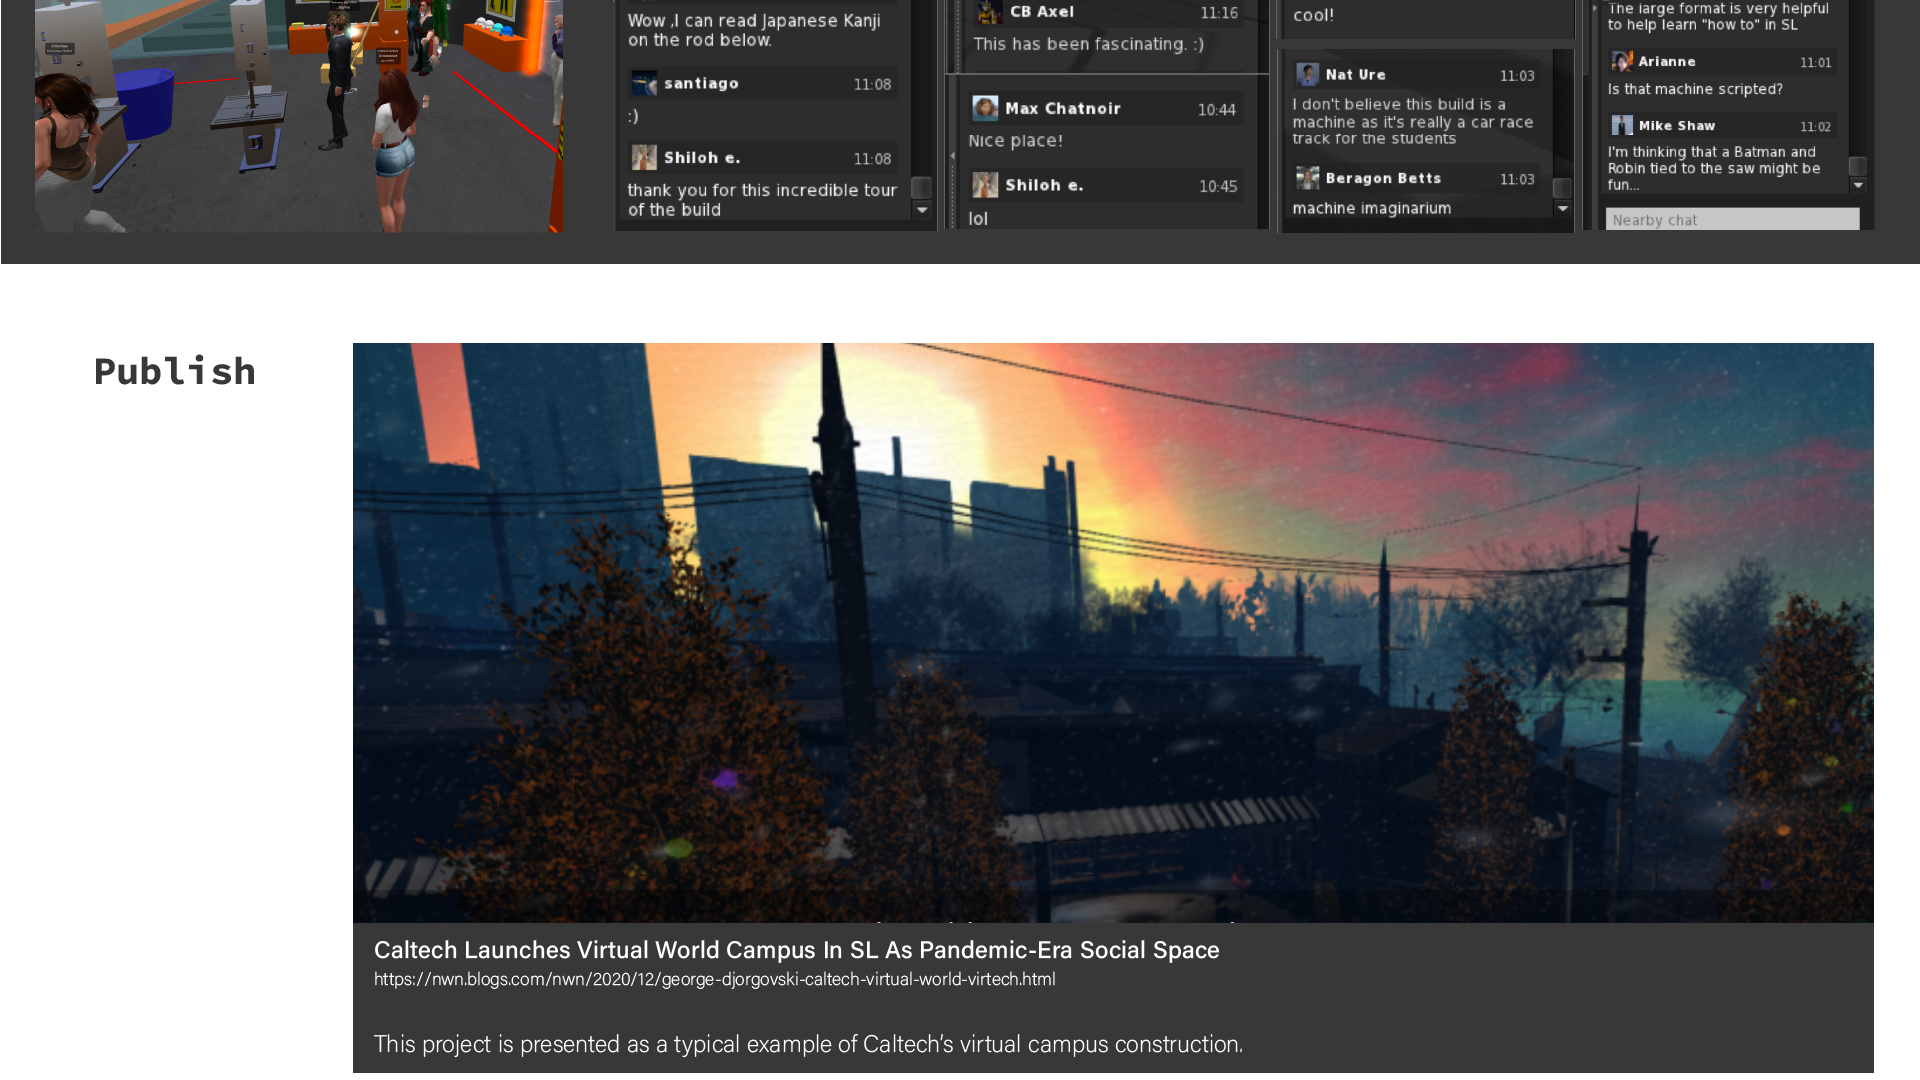 Wow ,I can read Japanese Kanji
on the rod below.
santiago 11:08
:)
Shiloh e. 11:08
thank you for this incredible tour
of the build
CB Axel 11:16
This has been fascinating. :)
Max Chatnoir 10:44
Nice place!
Shiloh e. 10:45
lol
cool!
Nat Ure 11:03
I don't believe this build is a
machine as it's really a car race
track for the students
Beragon Betts 11:03
machine imaginarium
The large format is very helpful
to help learn "how to" in SL
Arianne 11:01
Is that machine scripted?
Mike Shaw 11:02
I'm thinking that a Batman and
Robin tied to the saw might be
fun...
Nearby chat
Publish
Caltech Launches Virtual World Campus In SL As Pandemic-Era Social Space
https://nwn.blogs.com/nwn/2020/12/george-djorgovski-caltech-virtual-world-virtech.html
This project is presented as a typical example of Caltech’s virtual campus construction.